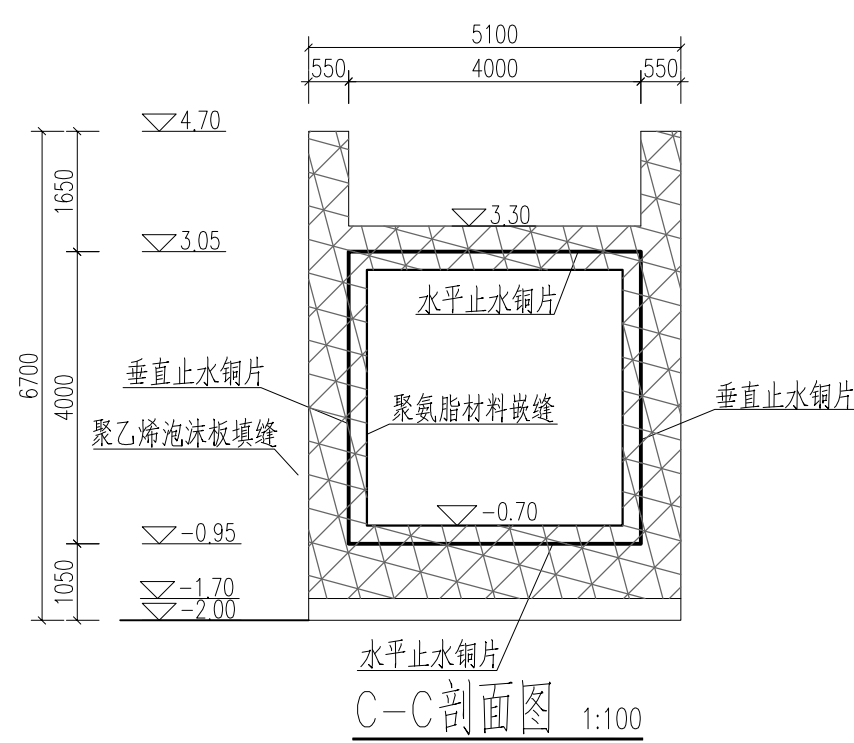 5100
550
4000
550
4.70
1650
3.30
3.05
水平止水铜片
6700
4000
垂直止水铜片
聚氨脂材料嵌缝
垂直止水铜片
聚乙烯泡沫板填缝
-0.70
-0.95
1050
-1.70
-2.00
水平止水铜片
C-C剖面图 1:100